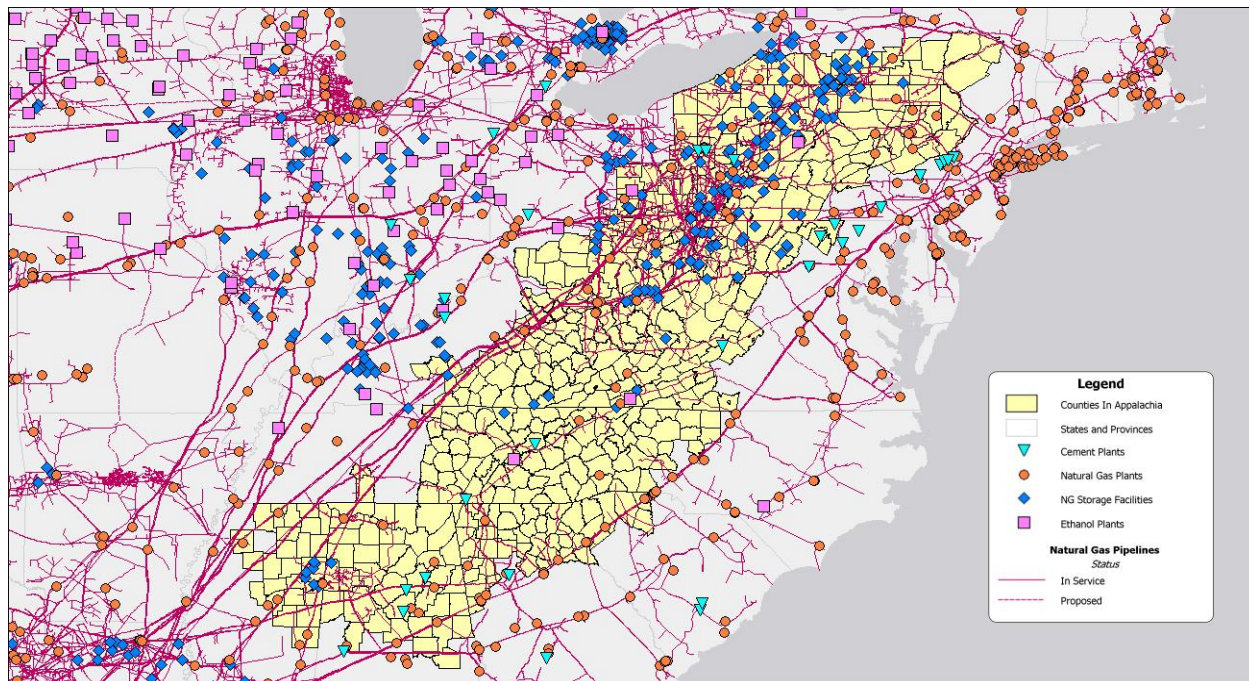 Legend
Counties In Appalachia
States and Provinces
Cement Plants
Natural Gas Plants
NG Storage Facilities
Ethanol Plants
Natural Gas Pipelines
Status
In Service
Proposed